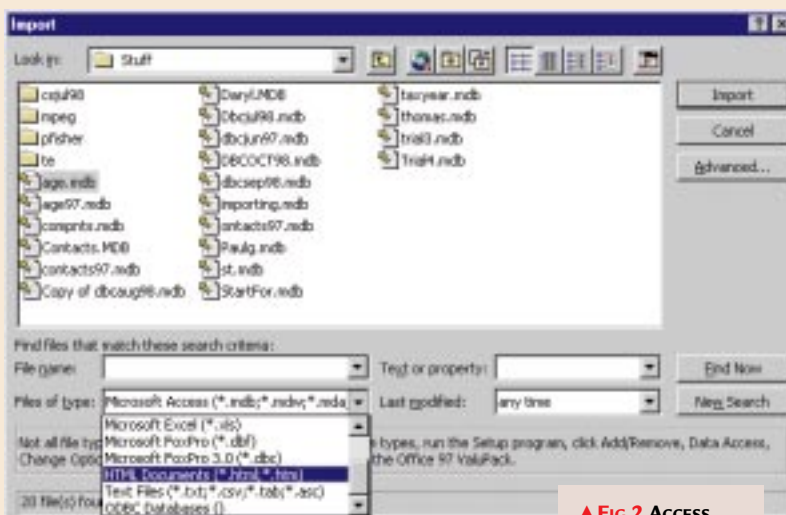 Import
Look in: Stuff
csjul98
mpeg
pfisher
te
age.mdb
age97.mdb
compnts.mdb
Contacts.MDB
contacts97.mdb
Copy of dbcaug98.mdb
Daryl.MDB
Dbcjul98.mdb
dbcjun97.mdb
DBCOCT98.mdb
dbcsep98.mdb
importing.mdb
ontacts97.mdb
Paulg.mdb
st.mdb
StartFor.mdb
taxyear.mdb
thomas.mdb
trial3.mdb
Trial4.mdb
Import
Cancel
Advanced...
Find files that match these search criteria:
File name: Text or property: Find Now
Files of type: Microsoft Access (*.mdb;*.mdw;*.mda Last modified: any time New Search
Microsoft Excel (*.xls)
Microsoft FoxPro (*.dbf)
Microsoft FoxPro 3.0 (*.dbc)
HTML Documents (*.html;*.htm)
Text Files (*.txt;*.csv;*.tab;*.asc)
ODBC Databases ()
Not all file typ types, run the Setup program, click Add/Remove, Data Access,
Change Optio the Office 97 ValuPack.
20 file(s) fou
▲ FIG 2 ACCESS